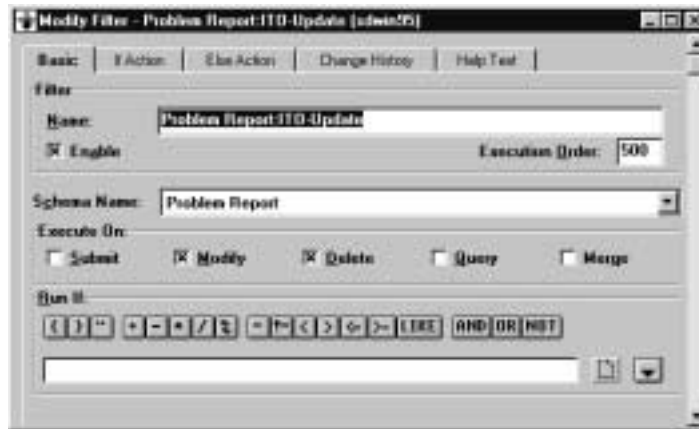 Modify Filter - Problem Report:ITO-Update (sdwin95)
Basic If Action Else Action Change History Help Text
Filter
Name: Problem Report:ITO-Update
Enable Execution Order: 500
Schema Name: Problem Report
Execute On:
Submit Modify Delete Query Merge
Run If:
( ) " + - * / % = != < > <= >= LIKE AND OR NOT